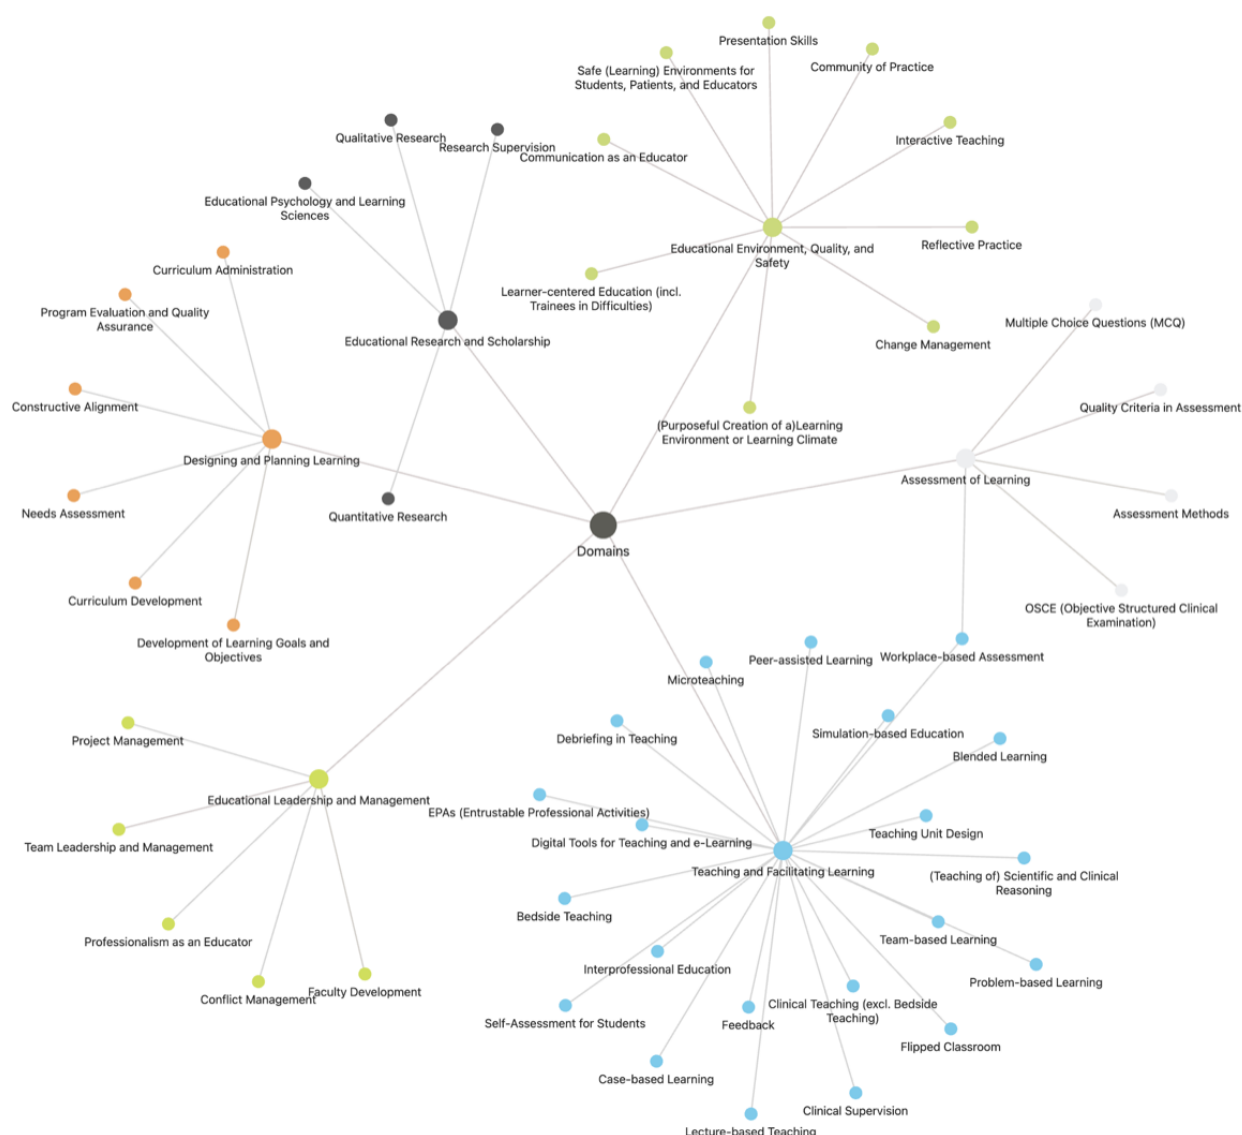 Presentation Skills
Safe (Learning) Environments for
Students, Patients, and Educators
Community of Practice
Qualitative Research
Research Supervision
Communication as an Educator
Interactive Teaching
Educational Psychology and Learning
Sciences
Educational Environment, Quality, and
Safety
Reflective Practice
Curriculum Administration
Learner-centered Education (incl.
Trainees in Difficulties)
Program Evaluation and Quality
Assurance
Multiple Choice Questions (MCQ)
Educational Research and Scholarship
Change Management
Constructive Alignment
Quality Criteria in Assessment
(Purposeful Creation of a)Learning
Environment or Learning Climate
Designing and Planning Learning
Assessment of Learning
Needs Assessment
Quantitative Research
Assessment Methods
Domains
Curriculum Development
OSCE (Objective Structured Clinical
Examination)
Development of Learning Goals and
Objectives
Peer-assisted Learning
Workplace-based Assessment
Microteaching
Project Management
Debriefing in Teaching
Simulation-based Education
Blended Learning
Educational Leadership and Management
EPAs (Entrustable Professional Activities)
Team Leadership and Management
Digital Tools for Teaching and e-Learning
Teaching Unit Design
Teaching and Facilitating Learning
(Teaching of) Scientific and Clinical
Reasoning
Bedside Teaching
Professionalism as an Educator
Team-based Learning
Interprofessional Education
Problem-based Learning
Conflict Management
Faculty Development
Clinical Teaching (excl. Bedside
Teaching)
Self-Assessment for Students
Feedback
Flipped Classroom
Case-based Learning
Clinical Supervision
Lecture-based Teaching